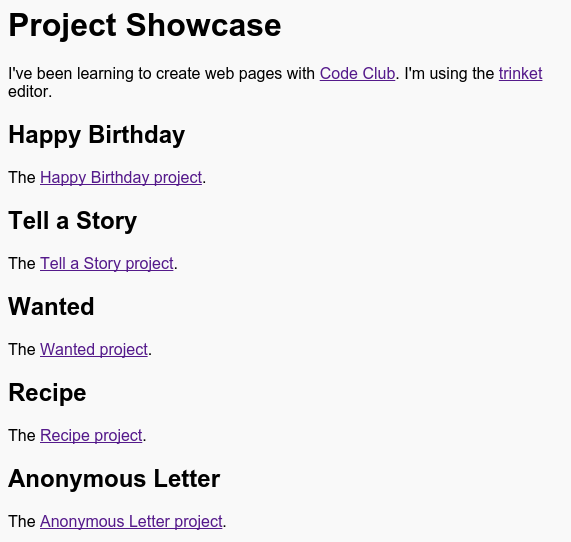 Project Showcase
I've been learning to create web pages with Code Club. I'm using the trinket
editor.
Happy Birthday
The Happy Birthday project.
Tell a Story
The Tell a Story project.
Wanted
The Wanted project.
Recipe
The Recipe project.
Anonymous Letter
The Anonymous Letter project.